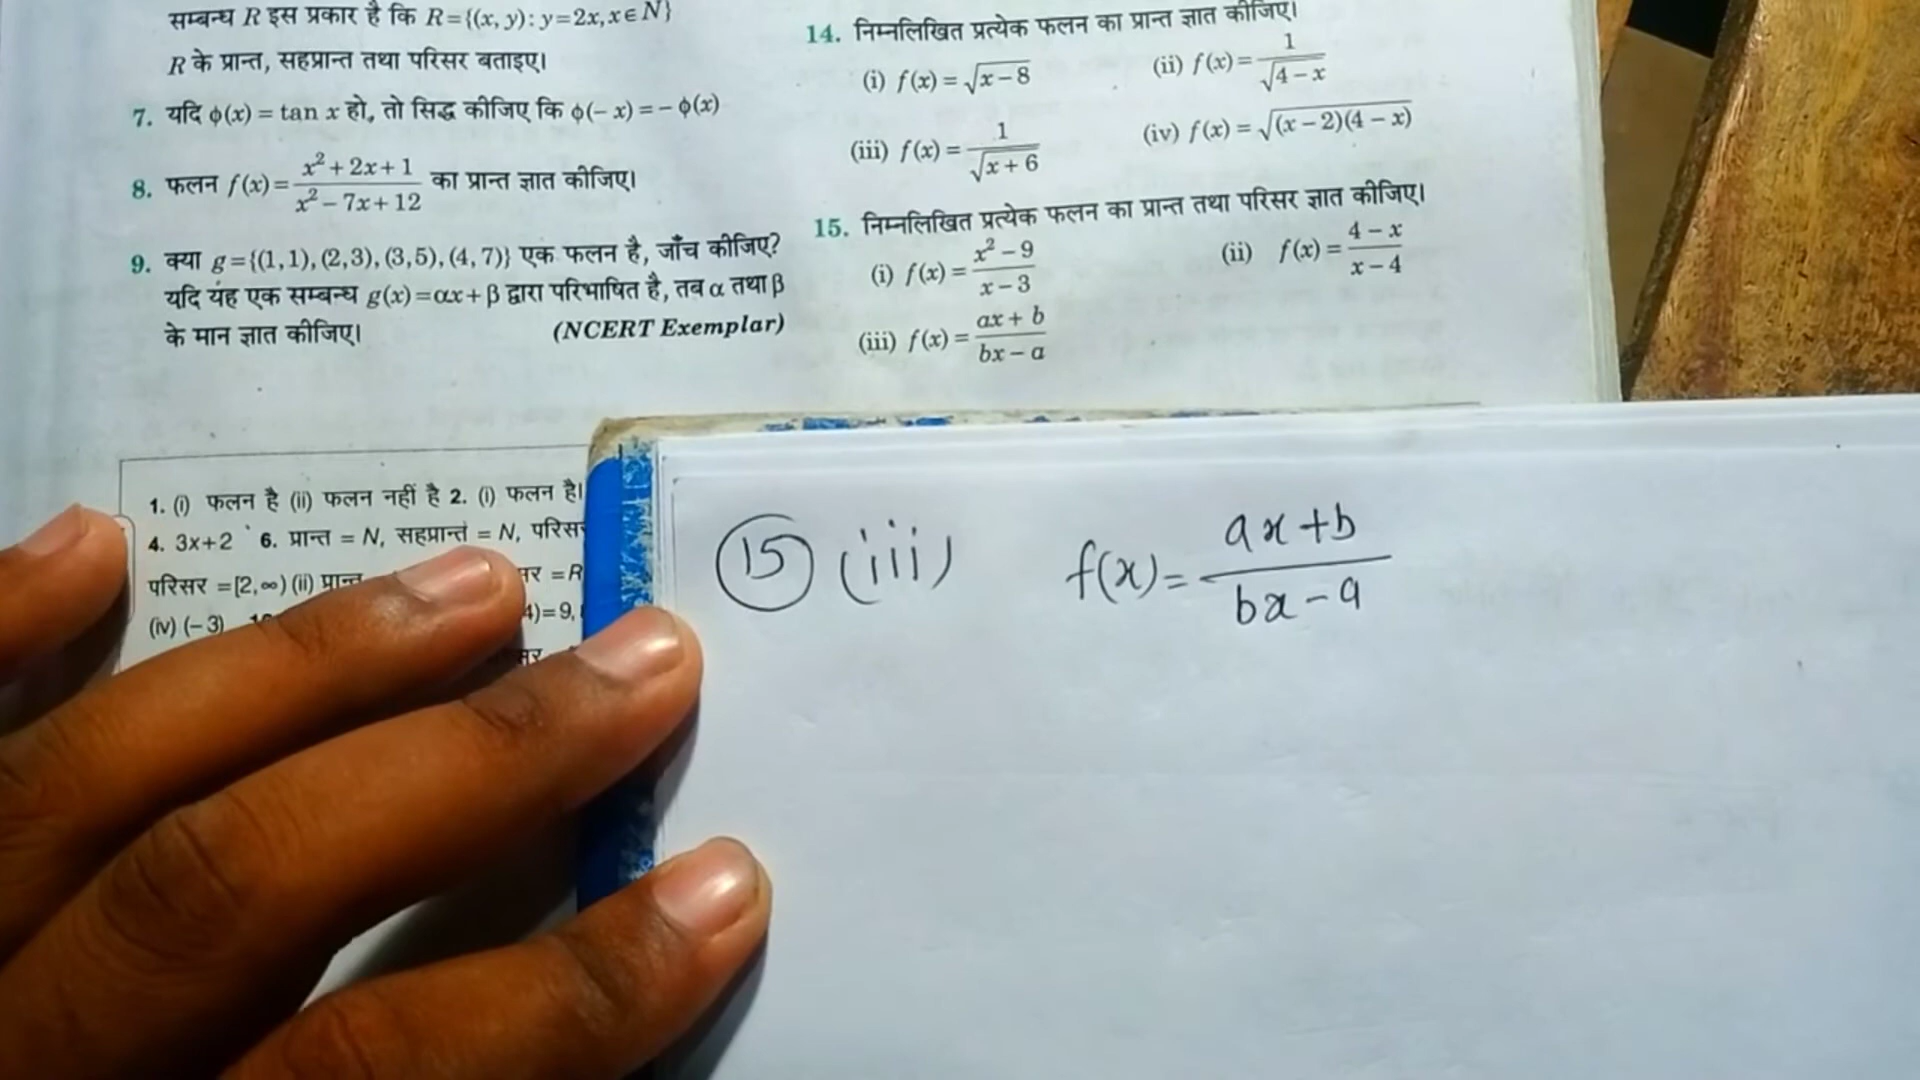 सम्बन्ध R इस प्रकार है कि R={(x, y): y=2x, x∈N}
R के प्रान्त, सहप्रान्त तथा परिसर बताइए।
7. यदि ϕ(x) = tan x हो, तो सिद्ध कीजिए कि ϕ(− x) = − ϕ(x)
8. फलन f(x) = (x² + 2x + 1)/(x² − 7x + 12) का प्रान्त ज्ञात कीजिए।
9. क्या g = {(1, 1), (2, 3), (3, 5), (4, 7)} एक फलन है, जाँच कीजिए?
यदि यह एक सम्बन्ध g(x) = αx + β द्वारा परिभाषित है, तब α तथा β
के मान ज्ञात कीजिए। (NCERT Exemplar)
14. निम्नलिखित प्रत्येक फलन का प्रान्त ज्ञात कीजिए।
(i) f(x) = √(x − 8) (ii) f(x) = 1/√(4 − x)
(iii) f(x) = 1/√(x + 6) (iv) f(x) = √((x − 2)(4 − x))
15. निम्नलिखित प्रत्येक फलन का प्रान्त तथा परिसर ज्ञात कीजिए।
(i) f(x) = (x² − 9)/(x − 3) (ii) f(x) = (4 − x)/(x − 4)
(iii) f(x) = (ax + b)/(bx − a)
1. (i) फलन है (ii) फलन नहीं है 2. (i) फलन है।
4. 3x+2 6. प्रान्त = N, सहप्रान्त = N,
परिसर = [2, ∞) (ii) = R
(iv) (− 3) 4)=9,
15 (iii) f(x) = (ax+b)/(bx−a)